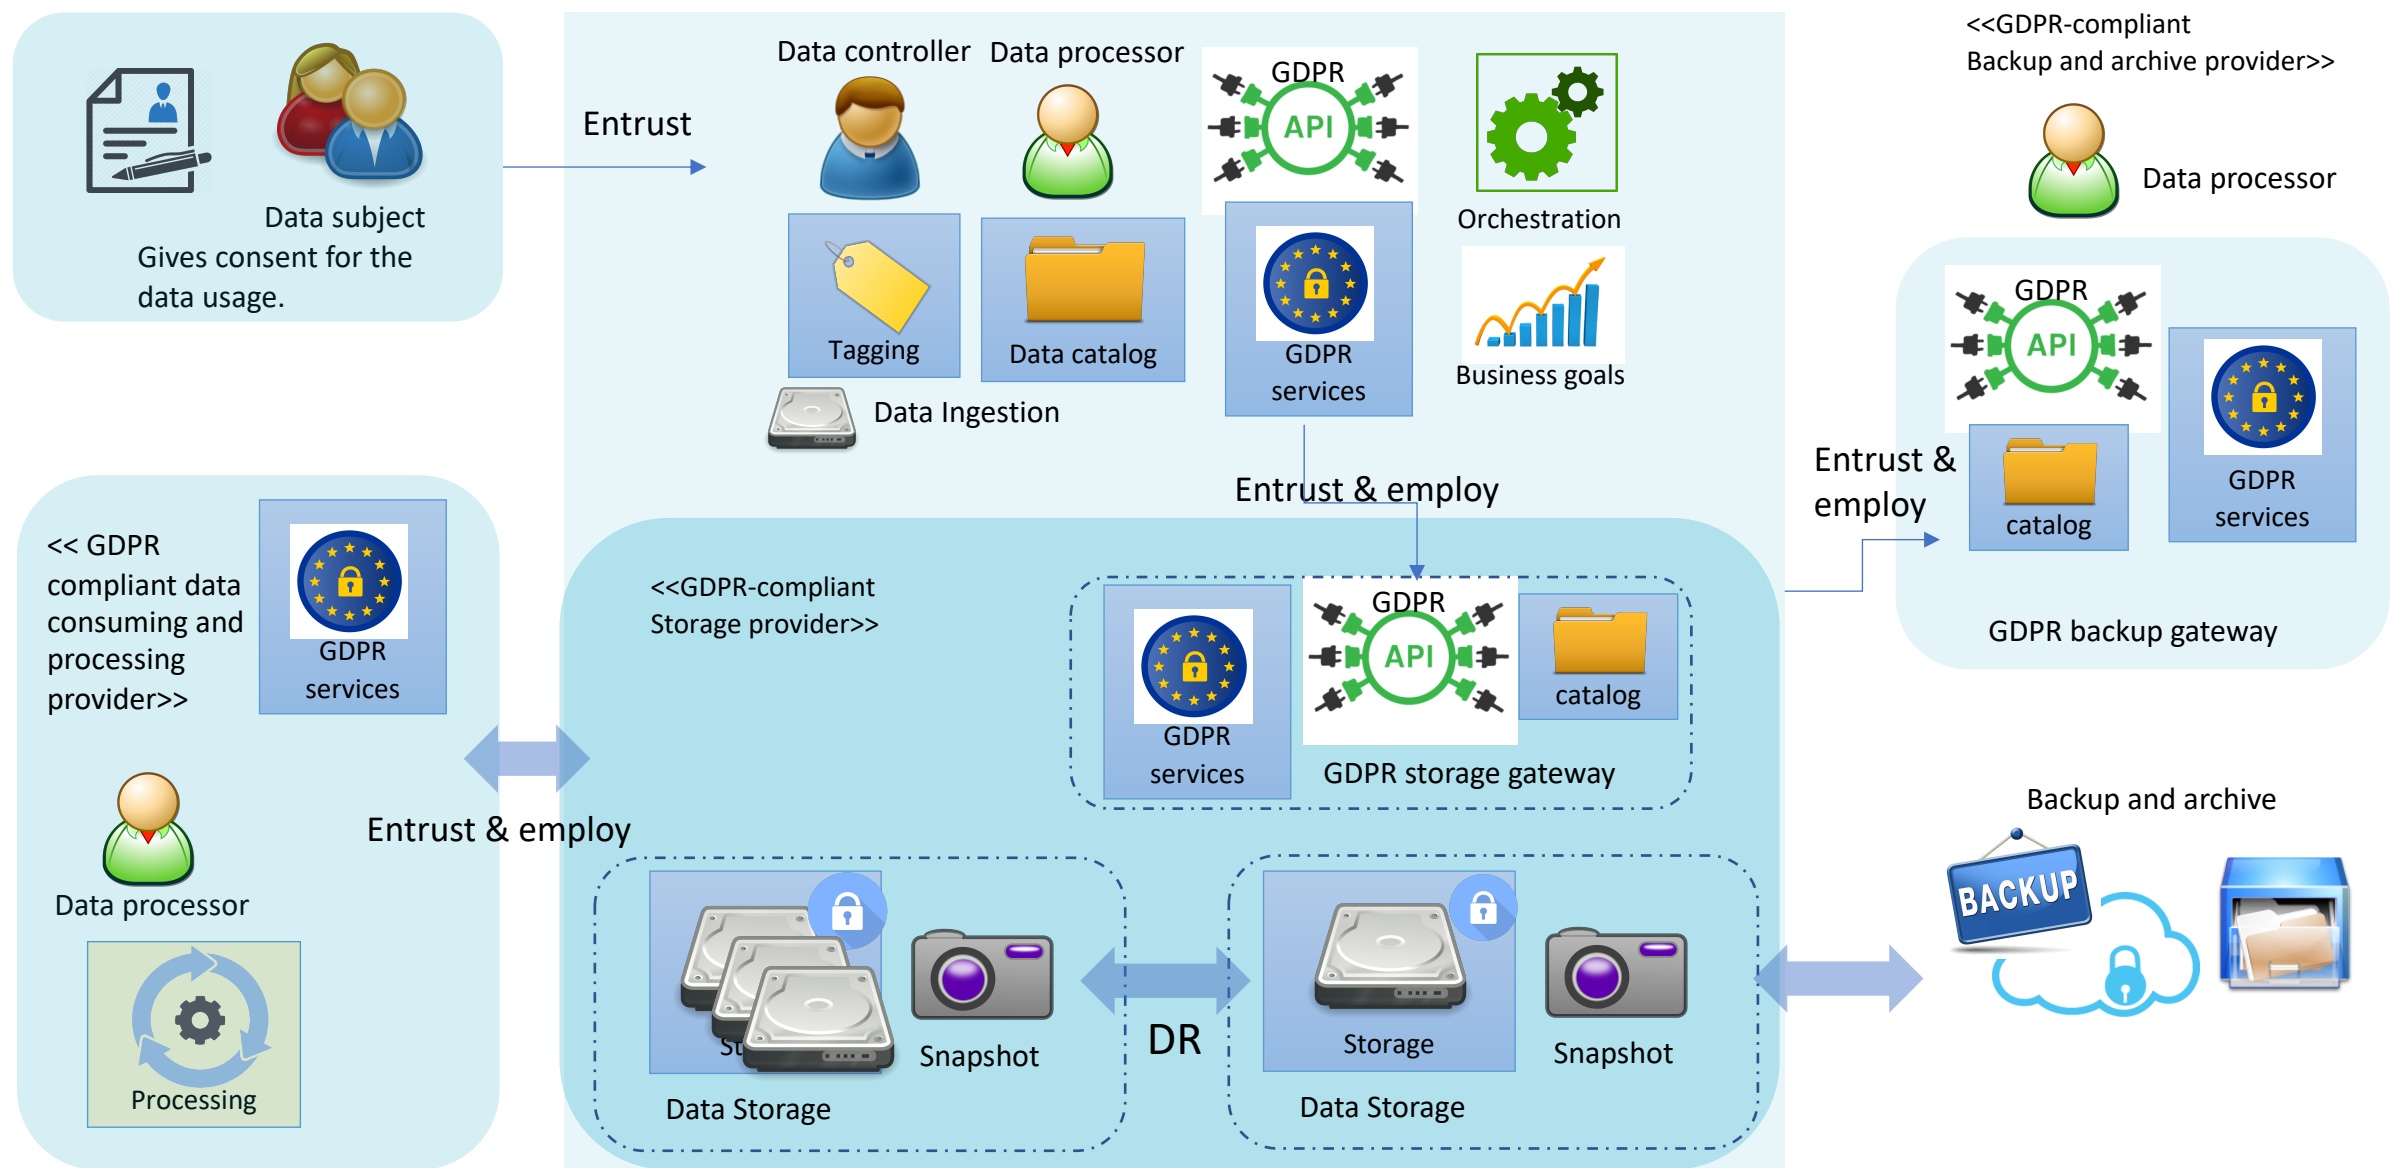 Data subject
Gives consent for the
data usage.
Entrust
Data controller
Data processor
GDPR
API
Orchestration
Tagging
Data catalog
GDPR
services
Business goals
Data Ingestion
Entrust & employ
<<GDPR-compliant
Backup and archive provider>>
Data processor
GDPR
API
catalog
GDPR
services
GDPR backup gateway
Entrust &
employ
<< GDPR
compliant data
consuming and
processing
provider>>
GDPR
services
Data processor
Processing
Entrust & employ
<<GDPR-compliant
Storage provider>>
GDPR
services
GDPR
API
catalog
GDPR storage gateway
Snapshot
Data Storage
DR
Storage
Snapshot
Data Storage
Backup and archive
BACKUP